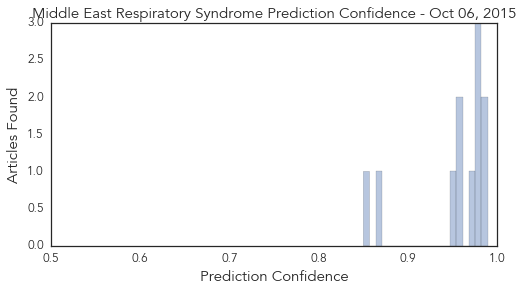 Middle East Respiratory Syndrome Prediction Confidence - Oct 06, 2015
3.0
2.5
2.0
1.5
1.0
0.5
0.0
Articles Found
0.5 0.6 0.7 0.8 0.9 1.0
Prediction Confidence